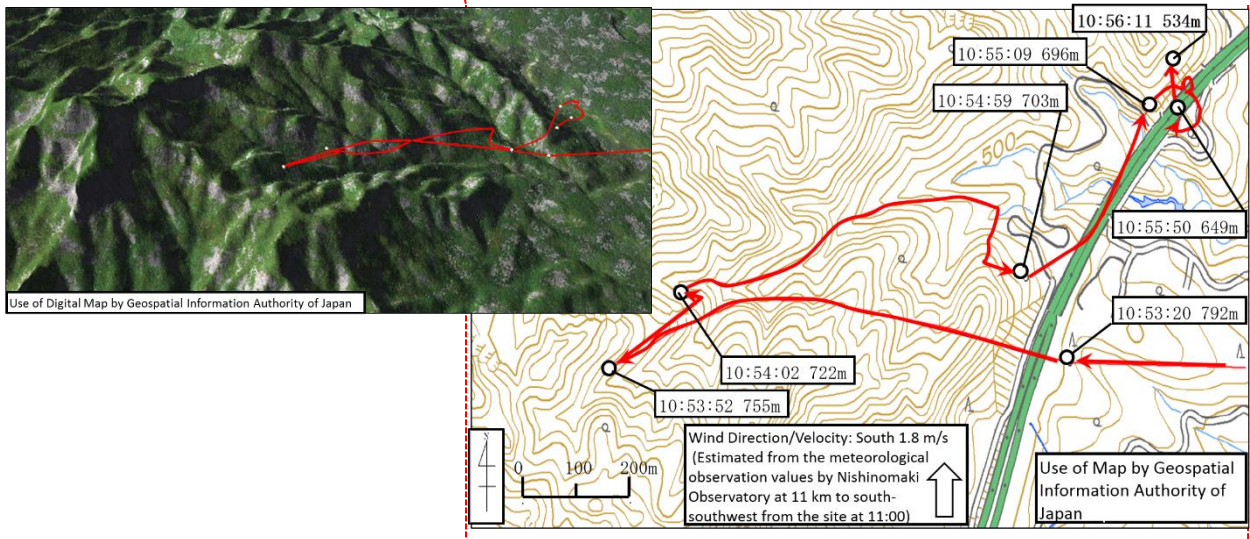 Use of Digital Map by Geospatial Information Authority of Japan
10:56:11 534m
10:55:09 696m
10:54:59 703m
500
10:55:50 649m
10:53:20 792m
10:54:02 722m
10:53:52 755m
0 100 200m
Wind Direction/Velocity: South 1.8 m/s
(Estimated from the meteorological
observation values by Nishinomaki
Observatory at 11 km to south-
southwest from the site at 11:00)
Use of Map by Geospatial
Information Authority of
Japan